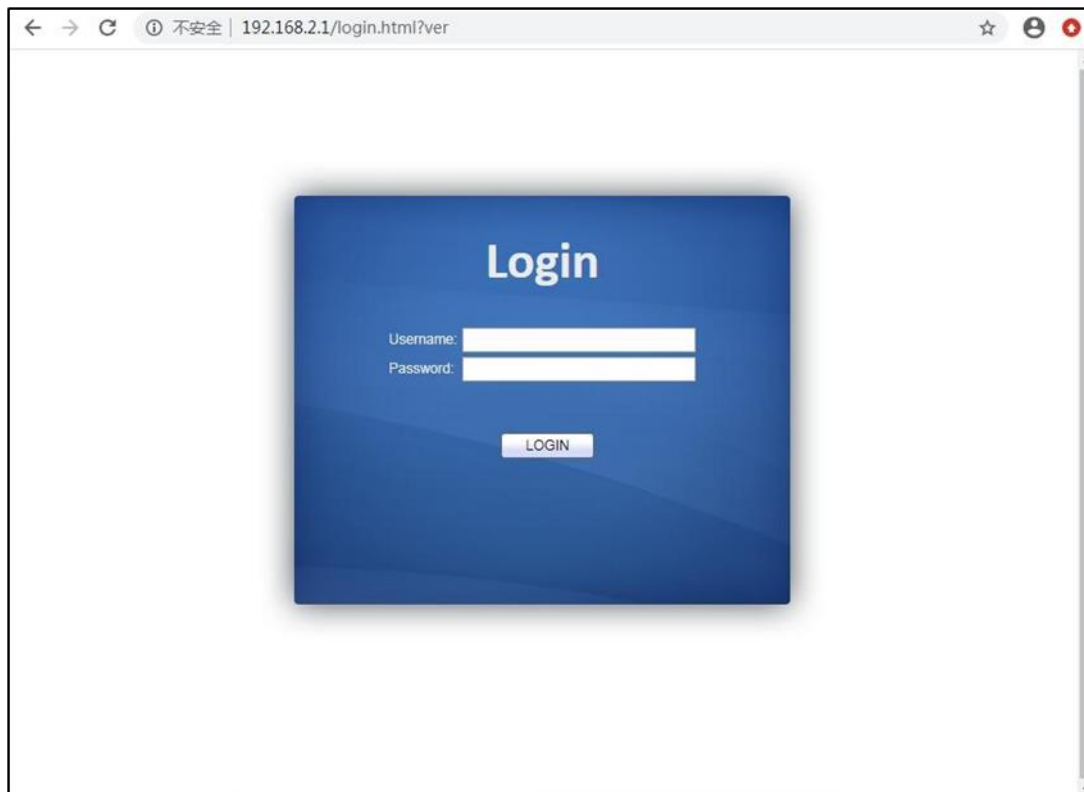 不安全 | 192.168.2.1/login.html?ver
Login
Username:
Password:
LOGIN